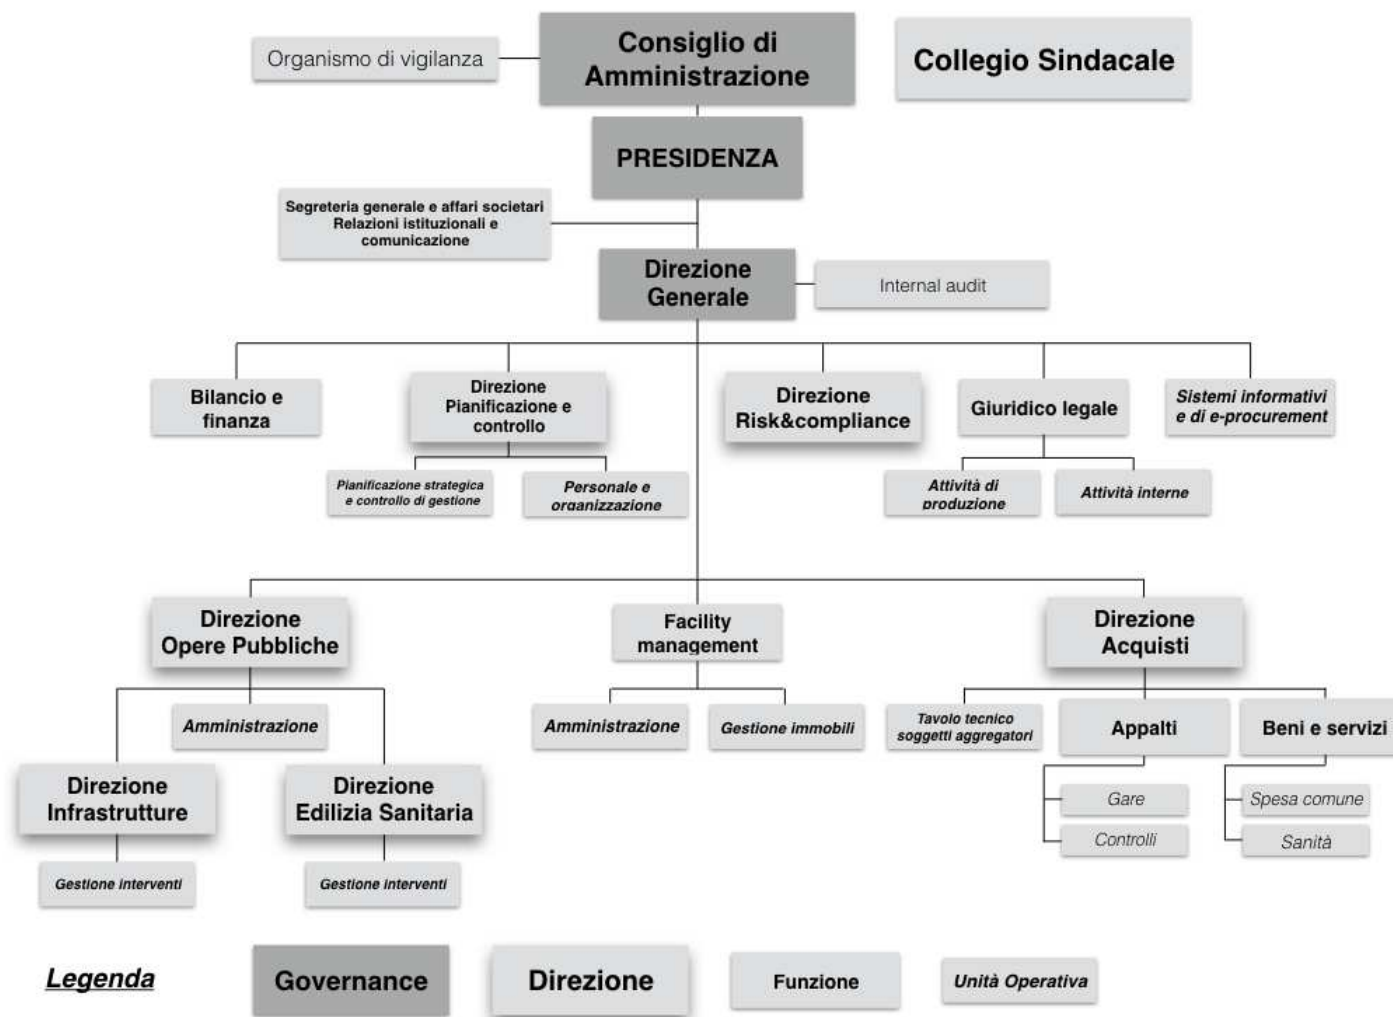 Organismo di vigilanza
Consiglio di
Amministrazione
Collegio Sindacale
PRESIDENZA
Segreteria generale e affari societari
Relazioni istituzionali e
comunicazione
Direzione
Generale
Internal audit
Bilancio e
finanza
Direzione
Pianificazione e
controllo
Direzione
Risk&compliance
Giuridico legale
Sistemi informativi
e di e-procurement
Pianificazione strategica
e controllo di gestione
Personale e
organizzazione
Attività di
produzione
Attività interne
Direzione
Opere Pubbliche
Facility
management
Direzione
Acquisti
Amministrazione
Amministrazione
Gestione immobili
Tavolo tecnico
soggetti aggregatori
Appalti
Beni e servizi
Direzione
Infrastrutture
Direzione
Edilizia Sanitaria
Gare
Spesa comune
Controlli
Sanità
Gestione interventi
Gestione interventi
Legenda
Governance
Direzione
Funzione
Unità Operativa